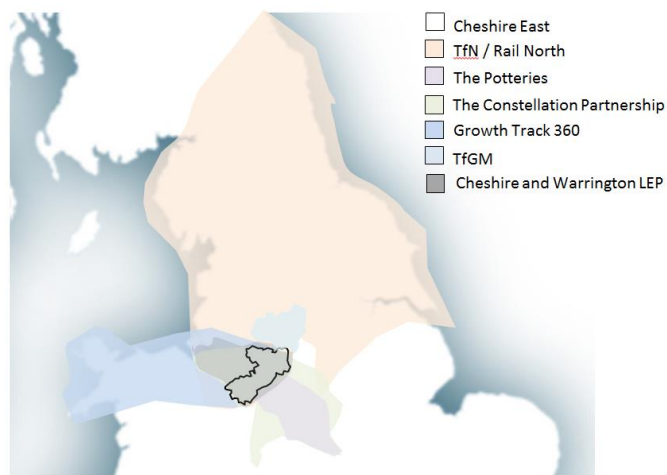 Cheshire East
TfN / Rail North
The Potteries
The Constellation Partnership
Growth Track 360
TfGM
Cheshire and Warrington LEP